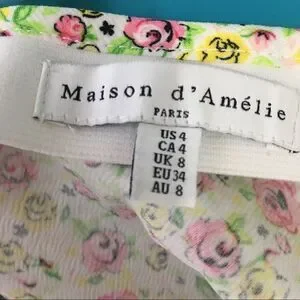 Maison d'Amélie
PARIS
US 4
CA 4
UK 8
EU 34
AU 8